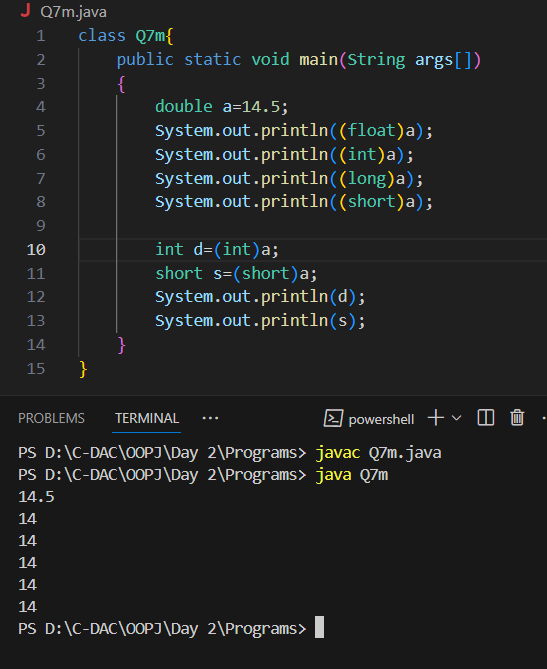 J Q7m.java
1 class Q7m{
2 public static void main(String args[])
3 {
4 double a=14.5;
5 System.out.println((float)a);
6 System.out.println((int)a);
7 System.out.println((long)a);
8 System.out.println((short)a);
9
10 int d=(int)a;
11 short s=(short)a;
12 System.out.println(d);
13 System.out.println(s);
14 }
15 }
PROBLEMS TERMINAL ··· powershell
PS D:\C-DAC\OOPJ\Day 2\Programs> javac Q7m.java
PS D:\C-DAC\OOPJ\Day 2\Programs> java Q7m
14.5
14
14
14
14
14
PS D:\C-DAC\OOPJ\Day 2\Programs>